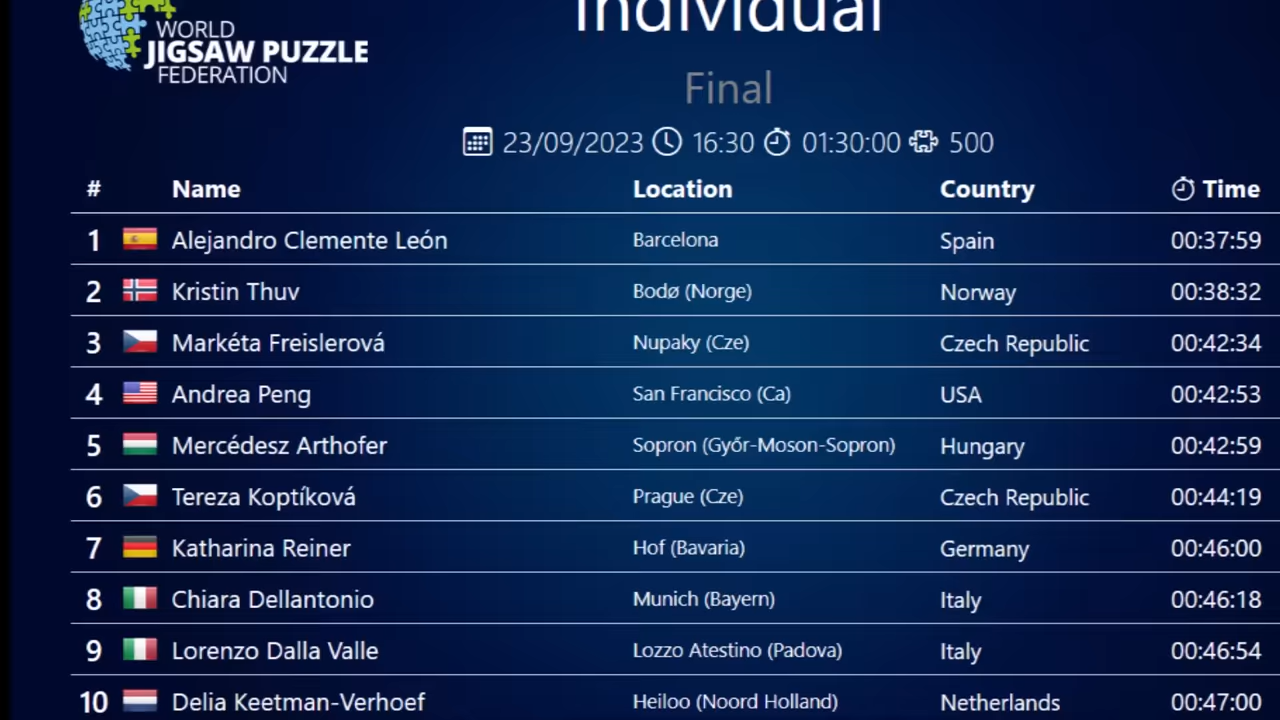 Individual
WORLD
JIGSAW PUZZLE
FEDERATION
Final
23/09/2023 16:30 01:30:00 500
# Name Location Country Time
1 Alejandro Clemente León Barcelona Spain 00:37:59
2 Kristin Thuv Bodø (Norge) Norway 00:38:32
3 Markéta Freislerová Nupaky (Cze) Czech Republic 00:42:34
4 Andrea Peng San Francisco (Ca) USA 00:42:53
5 Mercédesz Arthofer Sopron (Győr-Moson-Sopron) Hungary 00:42:59
6 Tereza Koptíková Prague (Cze) Czech Republic 00:44:19
7 Katharina Reiner Hof (Bavaria) Germany 00:46:00
8 Chiara Dellantonio Munich (Bayern) Italy 00:46:18
9 Lorenzo Dalla Valle Lozzo Atestino (Padova) Italy 00:46:54
10 Delia Keetman-Verhoef Heiloo (Noord Holland) Netherlands 00:47:00